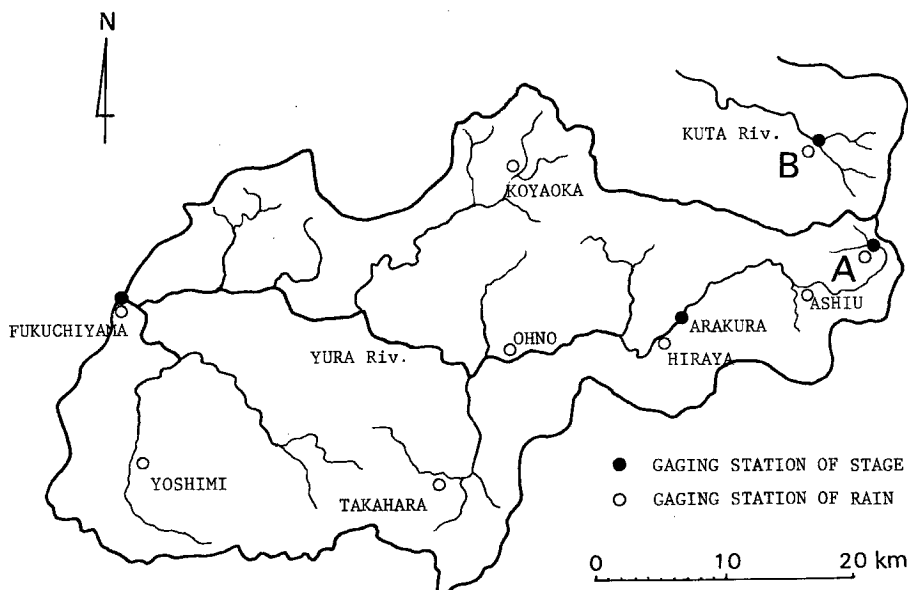 N
KUTA Riv.
B
KOYAOKA
A
ASHIU
FUKUCHIYAMA
ARAKURA
OHNO
YURA Riv.
HIRAYA
● GAGING STATION OF STAGE
YOSHIMI
○ GAGING STATION OF RAIN
TAKAHARA
0 10 20 km